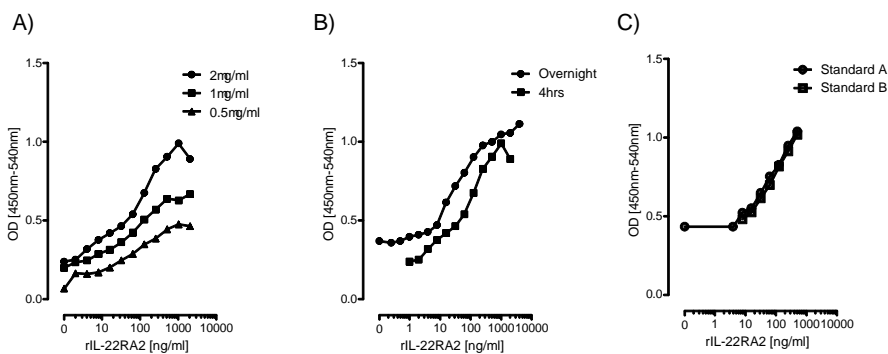 A)
1.5
1.0
0.5
0.0
OD [450nm-540nm]
2mg/ml
1mg/ml
0.5mg/ml
0
10
100
1000
10000
rIL-22RA2 [ng/ml]
B)
1.5
1.0
0.5
0.0
OD [450nm-540nm]
Overnight
4hrs
0
1
10
100
1000
10000
rIL-22RA2 [ng/ml]
C)
1.5
1.0
0.5
0.0
OD [450nm-540nm]
Standard A
Standard B
0
1
10
100
1000
10000
rIL-22RA2 [ng/ml]